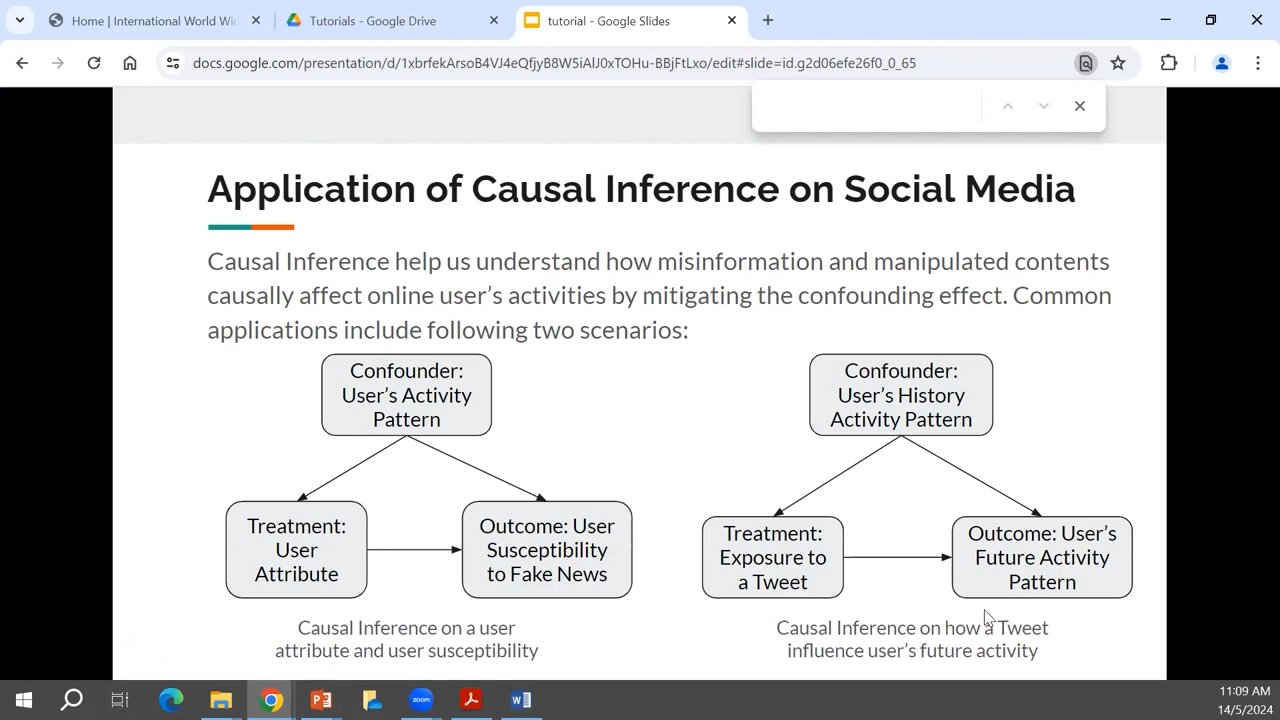 Home | International World Wi
Tutorials - Google Drive
tutorial - Google Slides
docs.google.com/presentation/d/1xbrfekArsoB4VJ4eQfjyB8W5iAlJ0xTOHu-BBjFtLxo/edit#slide=id.g2d06efe26f0_0_65
Application of Causal Inference on Social Media
Causal Inference help us understand how misinformation and manipulated contents
causally affect online user's activities by mitigating the confounding effect. Common
applications include following two scenarios:
Confounder:
User's Activity
Pattern
Treatment:
User
Attribute
Outcome: User
Susceptibility
to Fake News
Causal Inference on a user
attribute and user susceptibility
Confounder:
User's History
Activity Pattern
Treatment:
Exposure to
a Tweet
Outcome: User's
Future Activity
Pattern
Causal Inference on how a Tweet
influence user's future activity
zoom
11:09 AM
14/5/2024